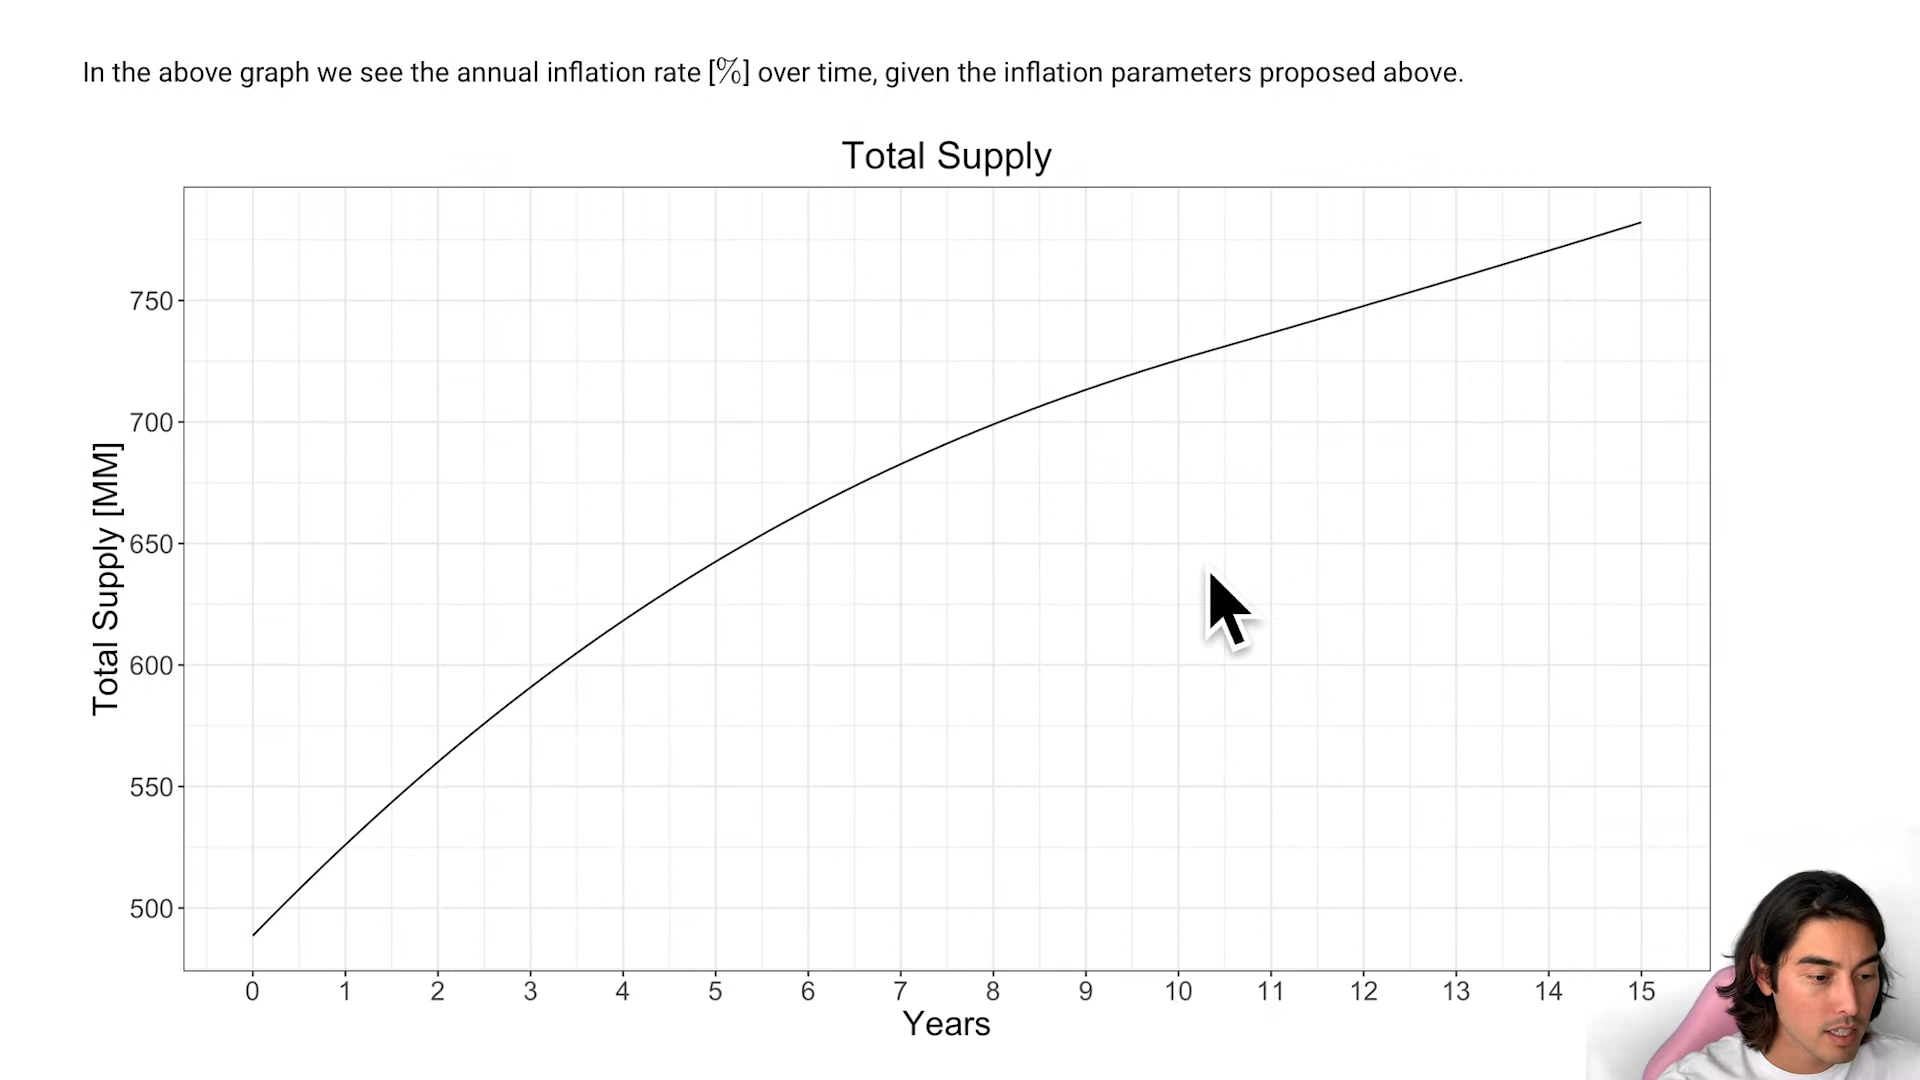 In the above graph we see the annual inflation rate [%] over time, given the inflation parameters proposed above.
Total Supply
Total Supply [MM]
750
700
650
600
550
500
0 1 2 3 4 5 6 7 8 9 10 11 12 13 14 15
Years